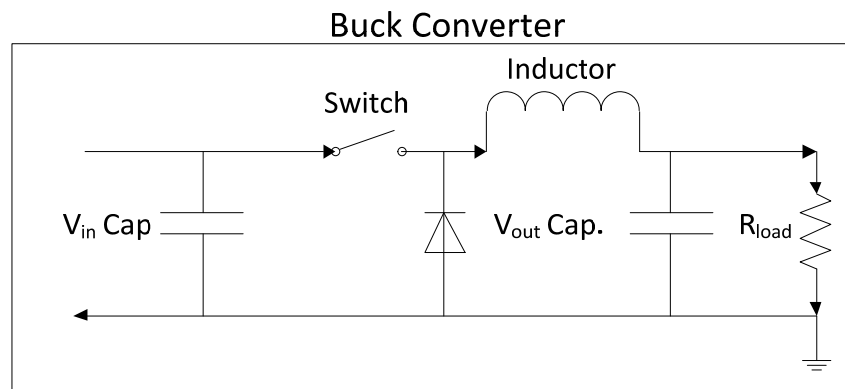 Buck Converter
Inductor
Switch
Vin Cap
Vout Cap.
Rload